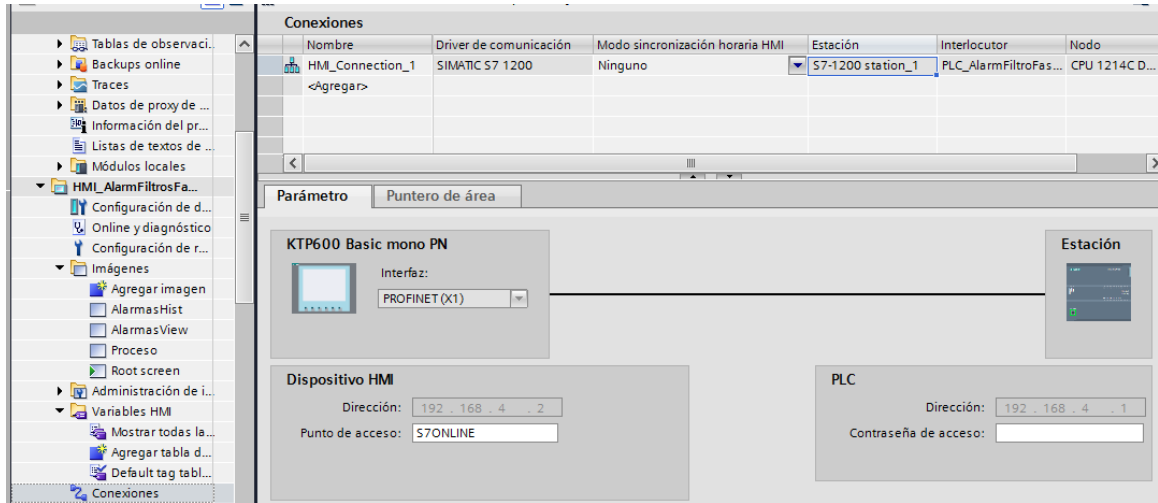 Conexiones
Tablas de observaci..
Backups online
Traces
Datos de proxy de ...
Información del pr...
Listas de textos de ..
Módulos locales
HMI_AlarmFiltrosFa...
Configuración de d...
Online y diagnóstico
Configuración de r...
Imágenes
Agregar imagen
AlarmasHist
AlarmasView
Proceso
Root screen
Administración de i...
Variables HMI
Mostrar todas la...
Agregar tabla d...
Default tag tabl...
Conexiones
Nombre Driver de comunicación Modo sincronización horaria HMI Estación Interlocutor Nodo
HMI_Connection_1 SIMATIC S7 1200 Ninguno S7-1200 station_1 PLC_AlarmFiltroFas... CPU 1214C D...
<Agregar>
Parámetro Puntero de área
KTP600 Basic mono PN Estación
Interfaz:
PROFINET (X1)
Dispositivo HMI PLC
Dirección: 192 . 168 . 4 . 2 Dirección: 192 . 168 . 4 . 1
Punto de acceso: S7ONLINE Contraseña de acceso: